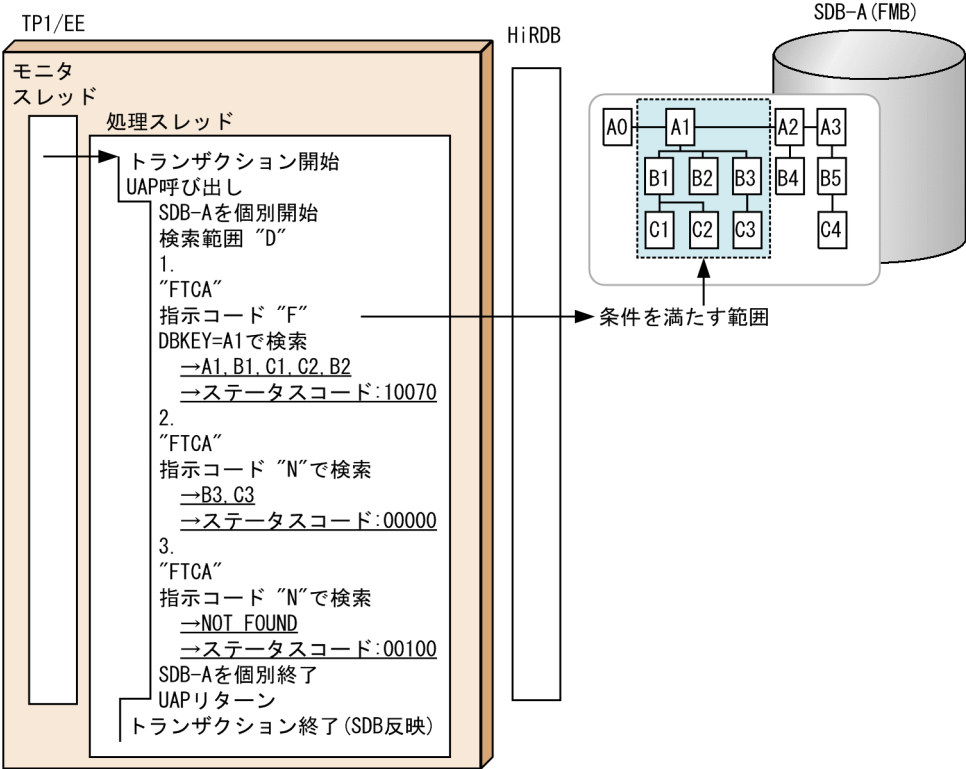 TP1/EE
HiRDB
SDB-A(FMB)
モニタ
スレッド
処理スレッド
トランザクション開始
UAP呼び出し
SDB-Aを個別開始
検索範囲 ″D″
1.
″FTCA″
指示コード ″F″
DBKEY=A1で検索
→A1,B1,C1,C2,B2
→ステータスコード:10070
2.
″FTCA″
指示コード ″N″で検索
→B3,C3
→ステータスコード:00000
3.
″FTCA″
指示コード ″N″で検索
→NOT FOUND
→ステータスコード:00100
SDB-Aを個別終了
UAPリターン
トランザクション終了(SDB反映)
A0 A1 A2 A3
B1 B2 B3 B4 B5
C1 C2 C3 C4
条件を満たす範囲